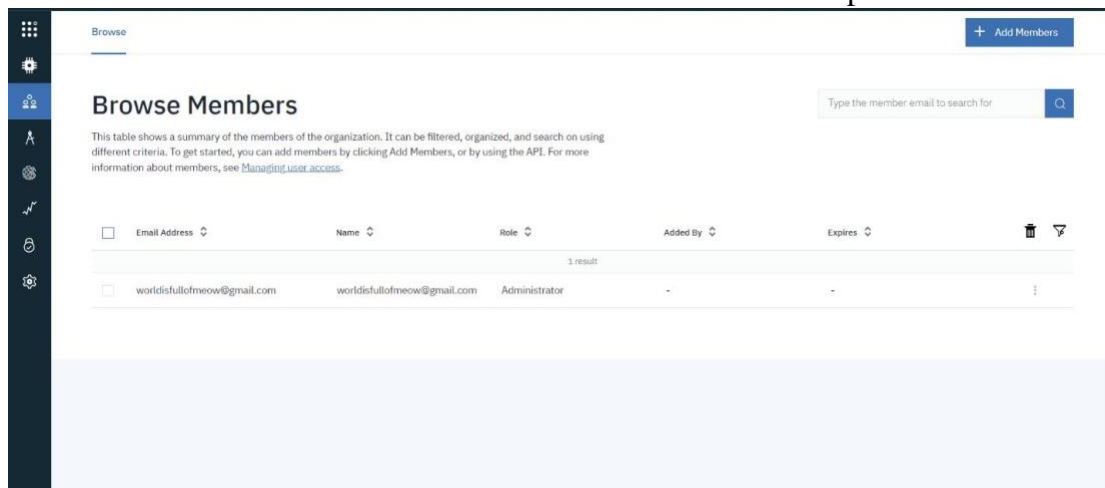 Browse
+ Add Members
Browse Members
Type the member email to search for
This table shows a summary of the members of the organization. It can be filtered, organized, and search on using
different criteria. To get started, you can add members by clicking Add Members, or by using the API. For more
information about members, see Managing user access.
Email Address Name Role Added By Expires
1 result
worldisfullofmeow@gmail.com worldisfullofmeow@gmail.com Administrator - -